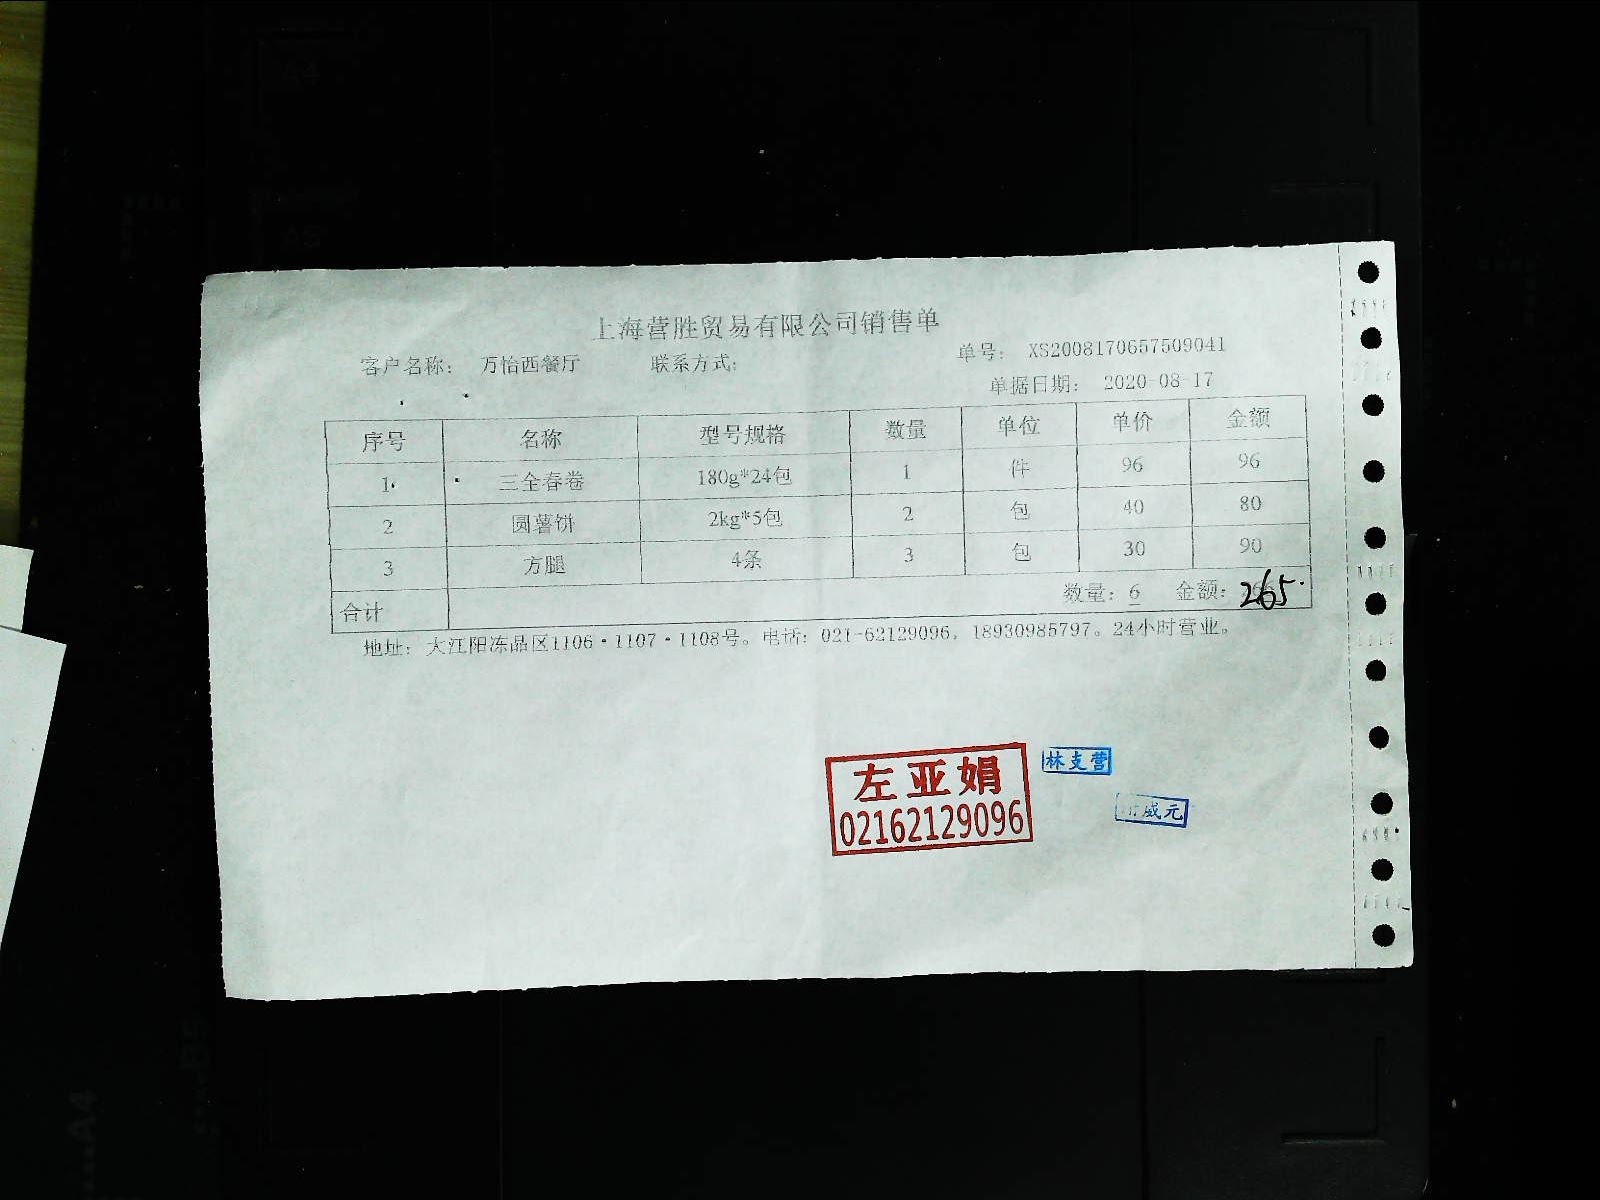 上海营胜贸易有限公司销售单
客户名称： 万怡西餐厅 联系方式: 单号： XS2008170657509041
单据日期： 2020-08-17
序号 名称 型号规格 数量 单位 单价 金额
1 三全春卷 180g*24包 1 件 96 96
2 圆薯饼 2kg*5包 2 包 40 80
3 方腿 4条 3 包 30 90
合计 数量：6 金额：265.
地址： 大江阳冻品区1106·1107·1108号。电话：021-62129096，18930985797。24小时营业。
左亚娟
02162129096
林支营
威元
A4
A5
B5
A4